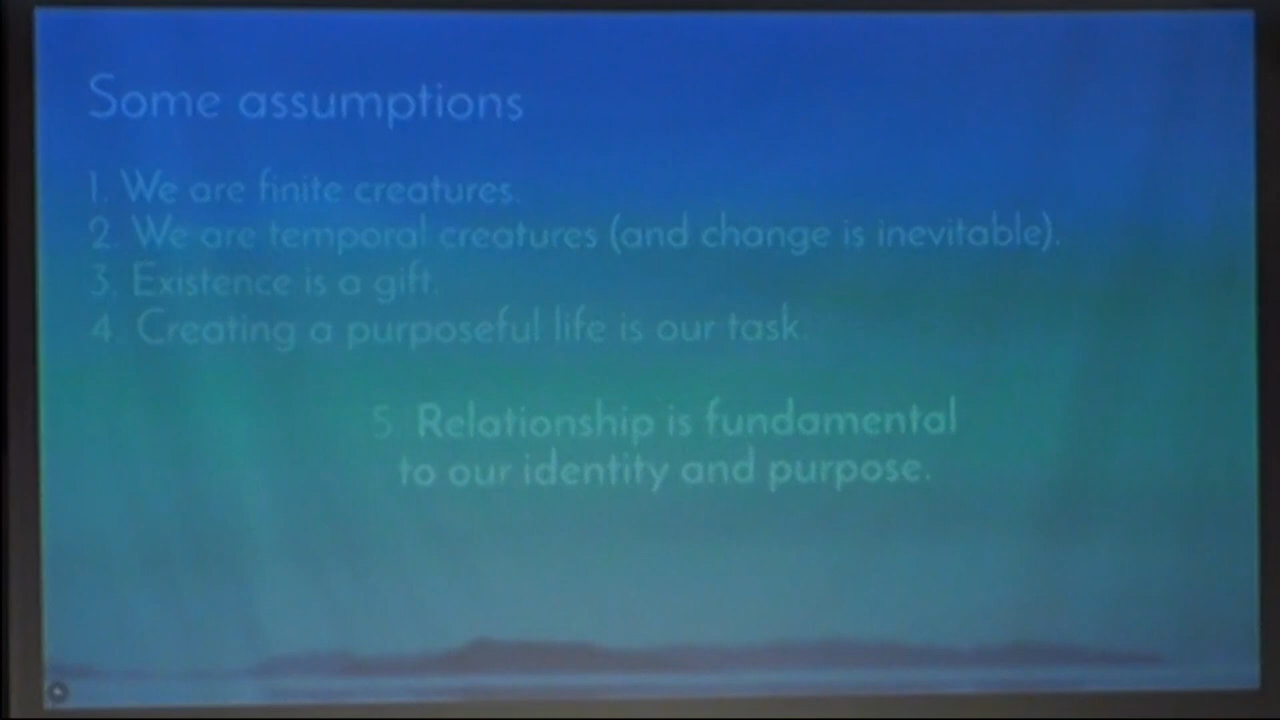 Some assumptions
1. We are finite creatures.
2. We are temporal creatures (and change is inevitable).
3. Existence is a gift.
4. Creating a purposeful life is our task.
5. Relationship is fundamental
to our identity and purpose.